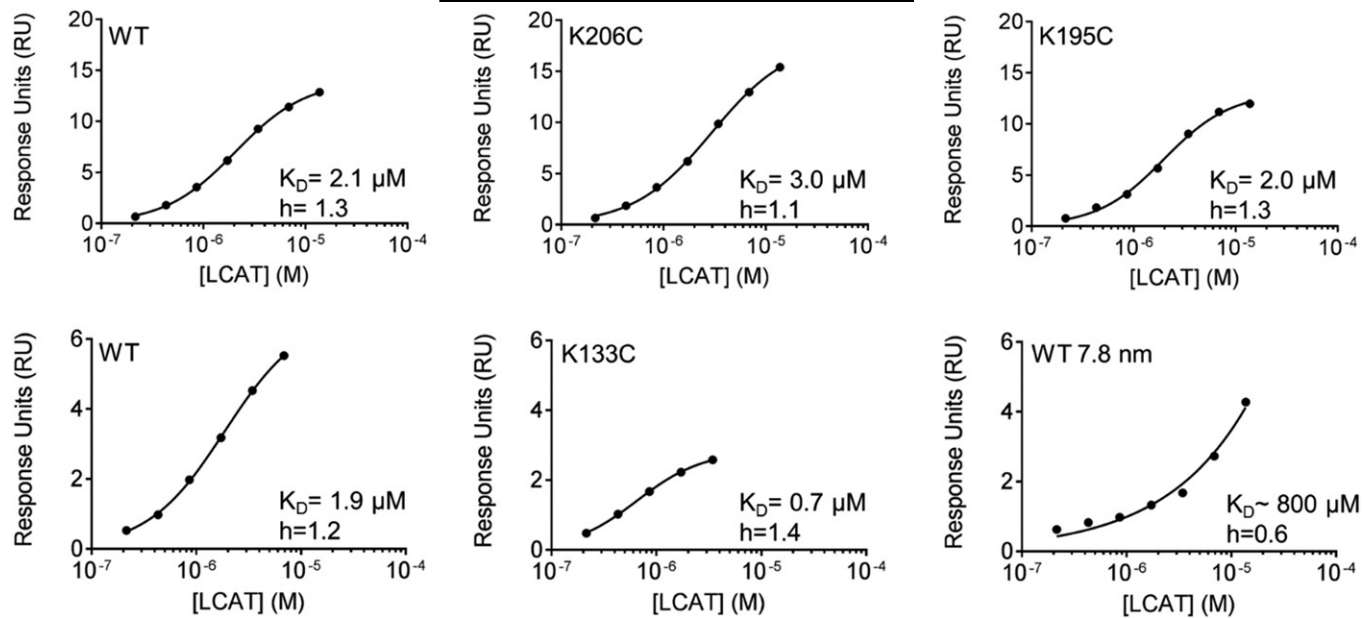 Response Units (RU)
20
15
10
5
0
WT
K_D= 2.1 µM
h= 1.3
10⁻⁷ 10⁻⁶ 10⁻⁵ 10⁻⁴
[LCAT] (M)
Response Units (RU)
20
15
10
5
0
K206C
K_D= 3.0 µM
h=1.1
10⁻⁷ 10⁻⁶ 10⁻⁵ 10⁻⁴
[LCAT] (M)
Response Units (RU)
20
15
10
5
0
K195C
K_D= 2.0 µM
h=1.3
10⁻⁷ 10⁻⁶ 10⁻⁵ 10⁻⁴
[LCAT] (M)
Response Units (RU)
6
4
2
0
WT
K_D= 1.9 µM
h=1.2
10⁻⁷ 10⁻⁶ 10⁻⁵ 10⁻⁴
[LCAT] (M)
Response Units (RU)
6
4
2
0
K133C
K_D= 0.7 µM
h=1.4
10⁻⁷ 10⁻⁶ 10⁻⁵ 10⁻⁴
[LCAT] (M)
Response Units (RU)
6
4
2
0
WT 7.8 nm
K_D~ 800 µM
h=0.6
10⁻⁷ 10⁻⁶ 10⁻⁵ 10⁻⁴
[LCAT] (M)